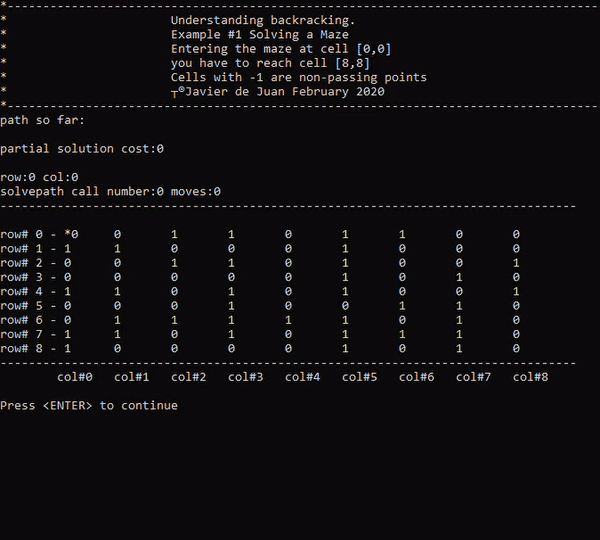 *--------------------------------------------------------------------------------
*                       Understanding backracking.
*                       Example #1 Solving a Maze
*                       Entering the maze at cell [0,0]
*                       you have to reach cell [8,8]
*                       Cells with -1 are non-passing points
*                       ┬®Javier de Juan February 2020
*--------------------------------------------------------------------------------
path so far:
partial solution cost:0
row:0 col:0
solvepath call number:0 moves:0
---------------------------------------------------------------------------------
row# 0 - *0     0       1       1       0       1       1       0       0
row# 1 - 1      1       0       0       0       1       0       0       0
row# 2 - 0      0       1       1       0       1       0       0       1
row# 3 - 0      0       0       0       0       1       0       1       0
row# 4 - 1      1       0       1       0       1       0       0       1
row# 5 - 0      0       0       1       0       0       1       1       0
row# 6 - 0      1       1       1       1       1       0       1       0
row# 7 - 1      1       0       1       0       1       1       1       0
row# 8 - 1      0       0       0       0       1       0       1       0
---------------------------------------------------------------------------------
        col#0   col#1   col#2   col#3   col#4   col#5   col#6   col#7   col#8
Press <ENTER> to continue